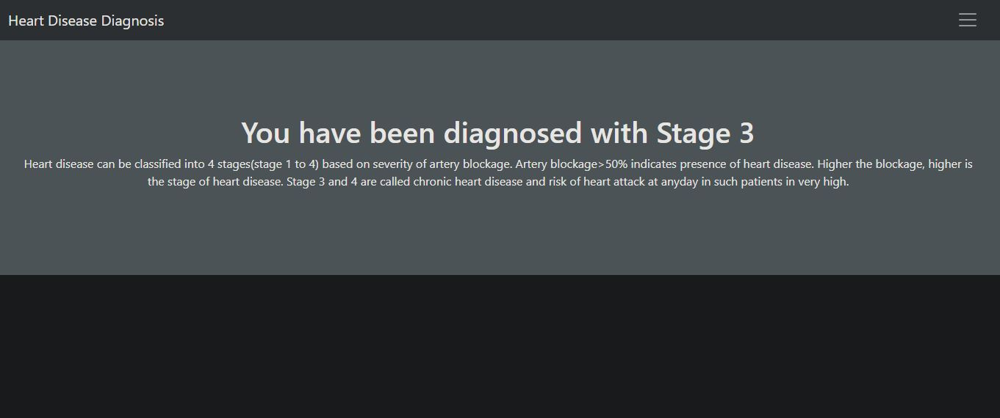 Heart Disease Diagnosis
You have been diagnosed with Stage 3
Heart disease can be classified into 4 stages(stage 1 to 4) based on severity of artery blockage. Artery blockage>50% indicates presence of heart disease. Higher the blockage, higher is
the stage of heart disease. Stage 3 and 4 are called chronic heart disease and risk of heart attack at anyday in such patients in very high.